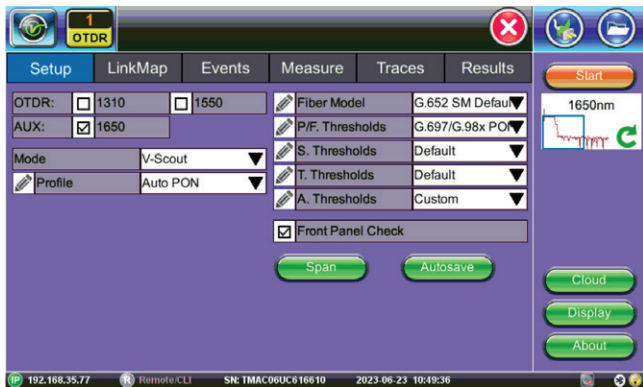 1
OTDR
Setup LinkMap Events Measure Traces Results
Start
OTDR: 1310 1550
AUX: 1650
Mode V-Scout
Profile Auto PON
Fiber Model G.652 SM Defaul
P/F. Thresholds G.697/G.98x PON
S. Thresholds Default
T. Thresholds Default
A. Thresholds Custom
Front Panel Check
Span Autosave
1650nm
Cloud
Display
About
IP 192.168.35.77 R Remote/CLI SN: TMAC06UC616610 2023-06-23 10:49:36